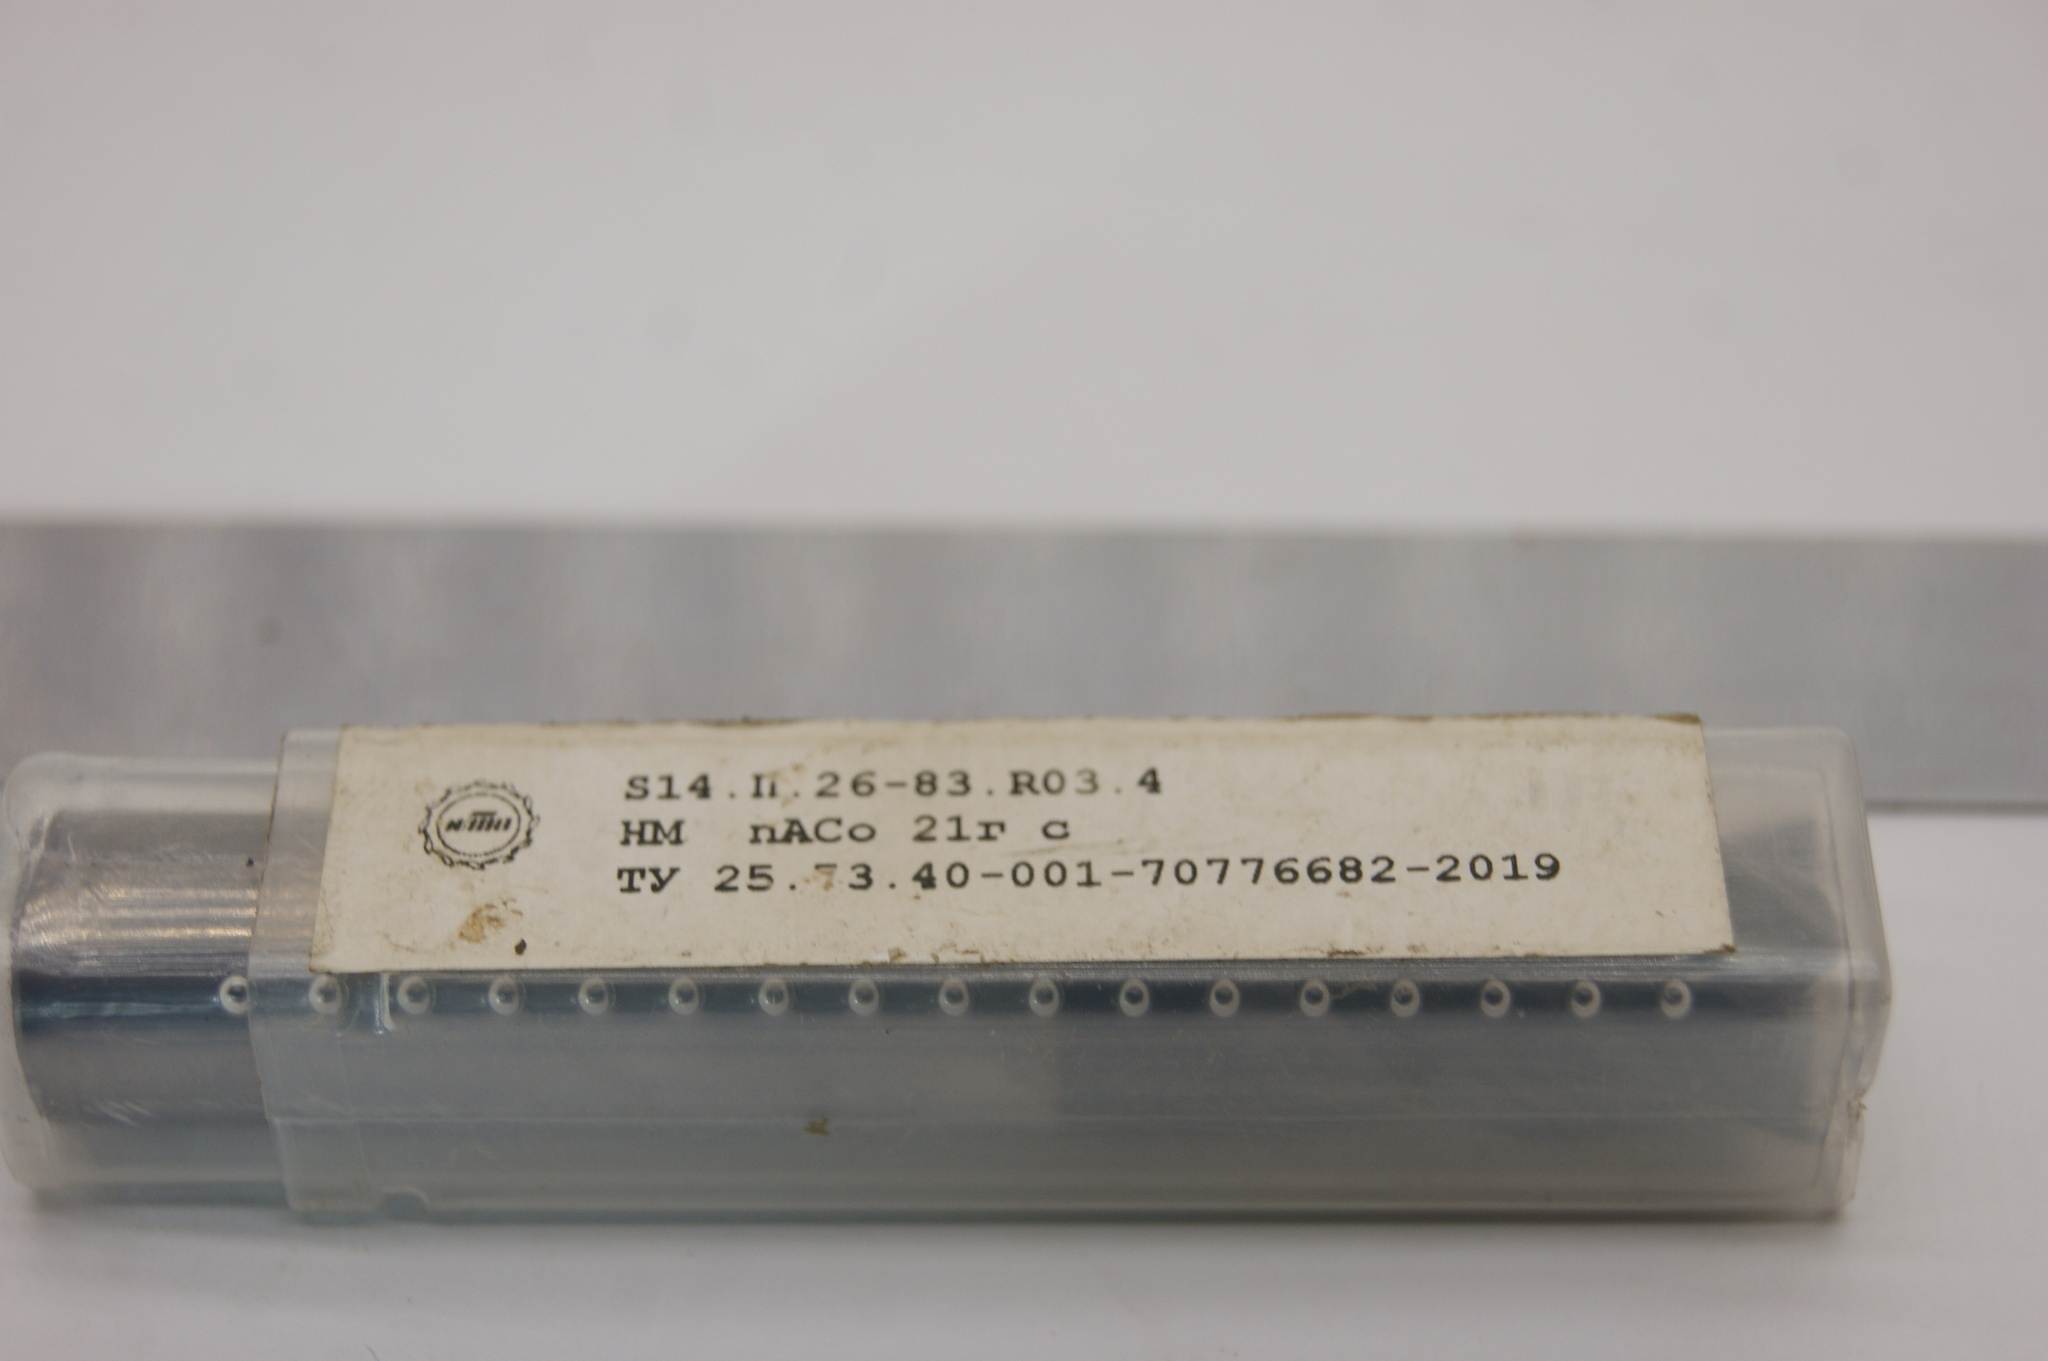 S14.П.26-83.R03.4
HM nACo 21г с
ТУ 25.73.40-001-70776682-2019